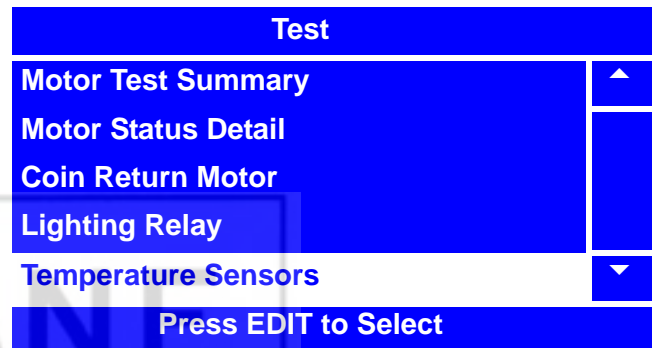 Test
Motor Test Summary
Motor Status Detail
Coin Return Motor
Lighting Relay
Temperature Sensors
Press EDIT to Select